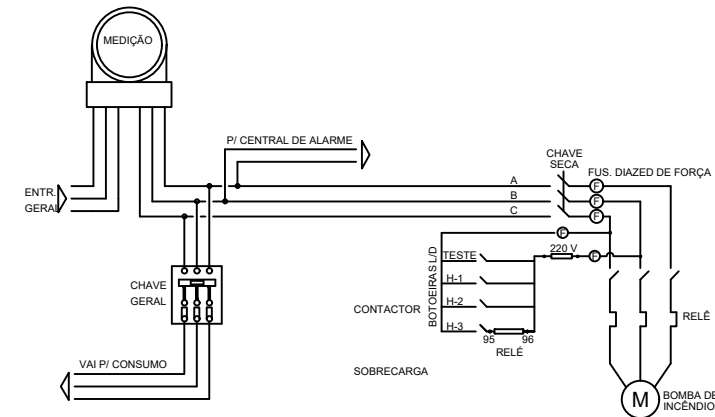 MEDIÇÃO
P/ CENTRAL DE ALARME
CHAVE
SECA
FUS. DIAZED DE FORÇA
A
B
C
F
F
F
ENTR.
GERAL
F
220 V
F
BOTOEIRAS L/D
TESTE
H-1
H-2
H-3
CONTACTOR
95
96
RELÉ
RELÊ
CHAVE
GERAL
SOBRECARGA
VAI P/ CONSUMO
M
BOMBA DE
INCÊNDIO